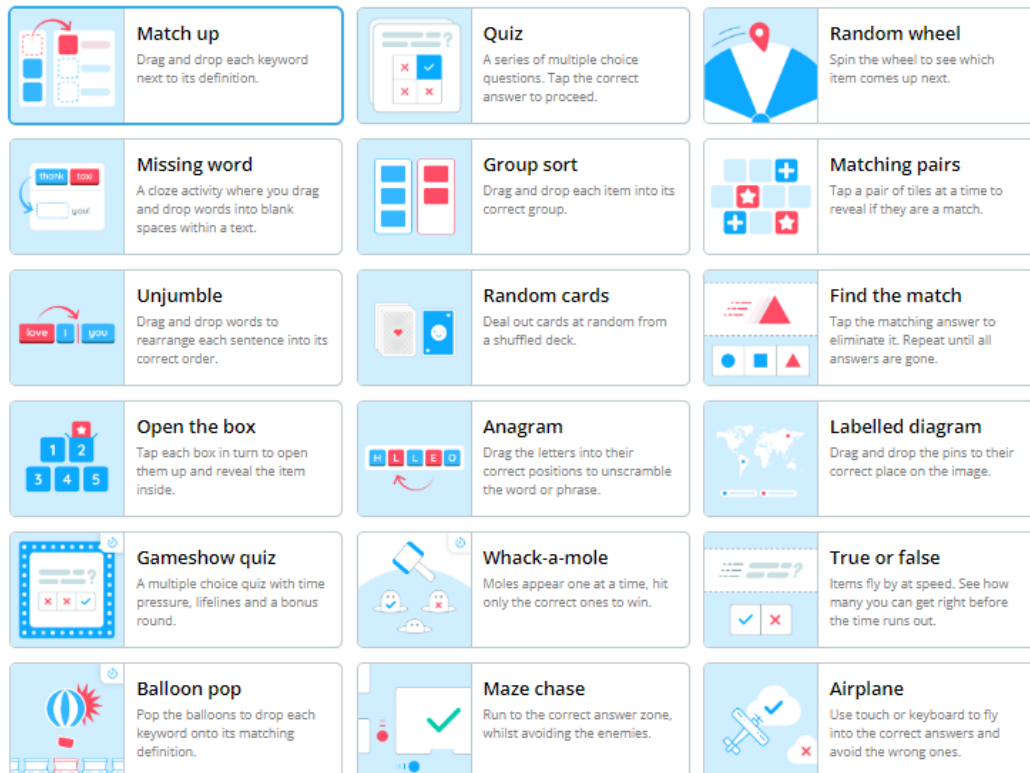 Match up
Drag and drop each keyword
next to its definition.
Quiz
A series of multiple choice
questions. Tap the correct
answer to proceed.
Random wheel
Spin the wheel to see which
item comes up next.
thank taxi
you!
Missing word
A cloze activity where you drag
and drop words into blank
spaces within a text.
Group sort
Drag and drop each item into its
correct group.
Matching pairs
Tap a pair of tiles at a time to
reveal if they are a match.
love I you
Unjumble
Drag and drop words to
rearrange each sentence into its
correct order.
Random cards
Deal out cards at random from
a shuffled deck.
Find the match
Tap the matching answer to
eliminate it. Repeat until all
answers are gone.
1 2
3 4 5
Open the box
Tap each box in turn to open
them up and reveal the item
inside.
H L L E O
Anagram
Drag the letters into their
correct positions to unscramble
the word or phrase.
Labelled diagram
Drag and drop the pins to their
correct place on the image.
?
Gameshow quiz
A multiple choice quiz with time
pressure, lifelines and a bonus
round.
Whack-a-mole
Moles appear one at a time, hit
only the correct ones to win.
?
True or false
Items fly by at speed. See how
many you can get right before
the time runs out.
Balloon pop
Pop the balloons to drop each
keyword onto its matching
definition.
Maze chase
Run to the correct answer zone,
whilst avoiding the enemies.
Airplane
Use touch or keyboard to fly
into the correct answers and
avoid the wrong ones.